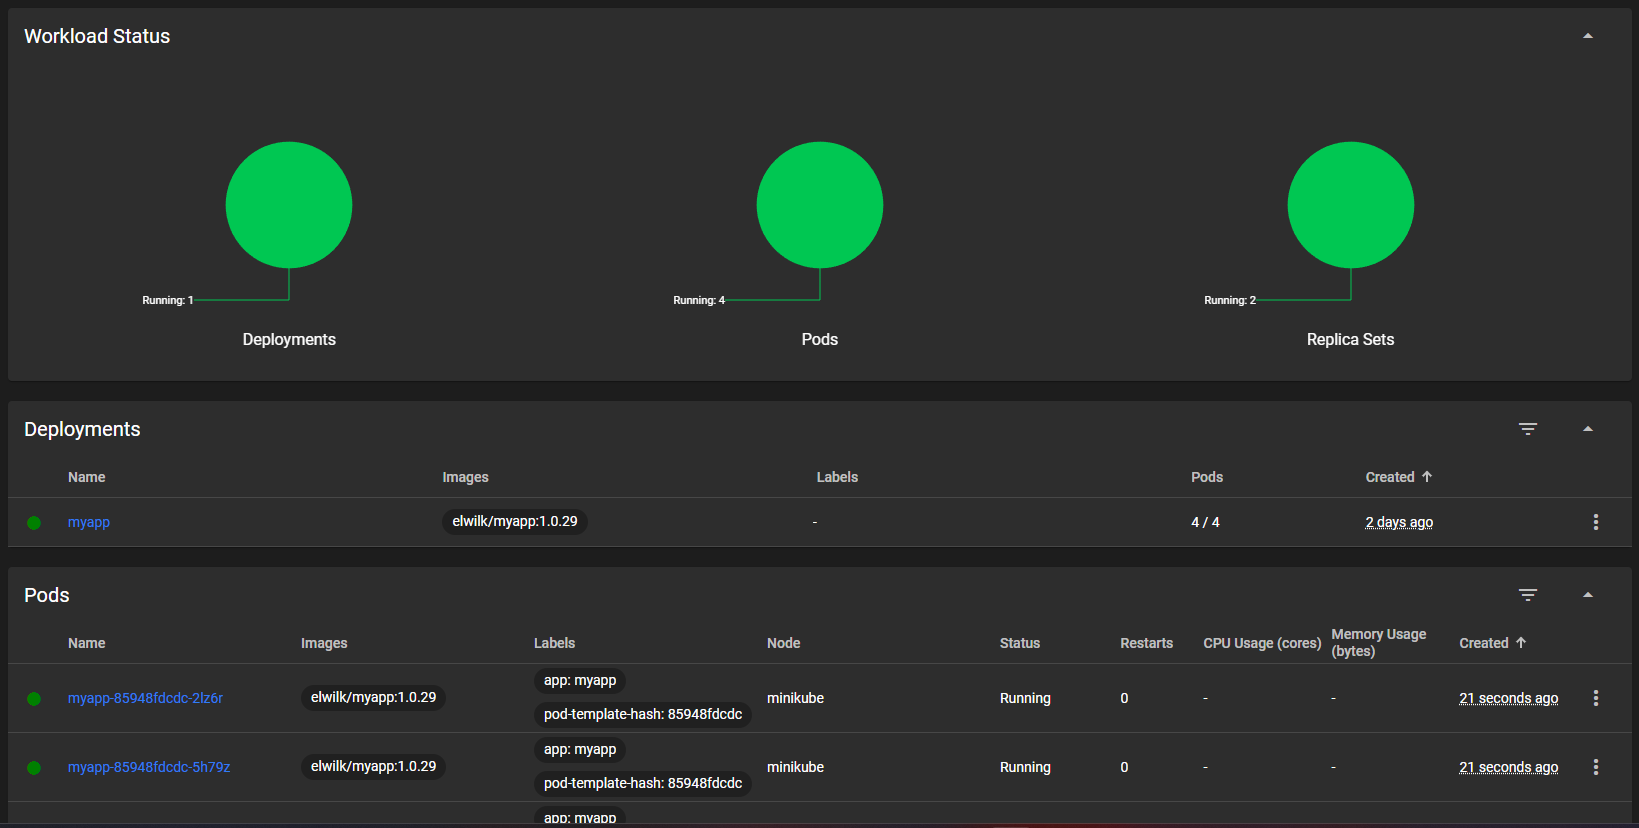 Workload Status
Running: 1
Running: 4
Running: 2
Deployments
Pods
Replica Sets
Deployments
Name Images Labels Pods Created
myapp elwilk/myapp:1.0.29 - 4 / 4 2 days ago
Pods
Name Images Labels Node Status Restarts CPU Usage (cores) Memory Usage (bytes) Created
app: myapp
myapp-85948fdcdc-2lz6r elwilk/myapp:1.0.29 minikube Running 0 - - 21 seconds ago
pod-template-hash: 85948fdcdc
app: myapp
myapp-85948fdcdc-5h79z elwilk/myapp:1.0.29 minikube Running 0 - - 21 seconds ago
pod-template-hash: 85948fdcdc
app: myapp